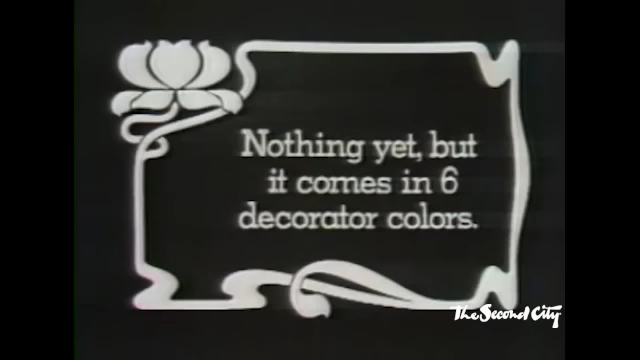 Nothing yet, but
it comes in 6
decorator colors.
The Second City